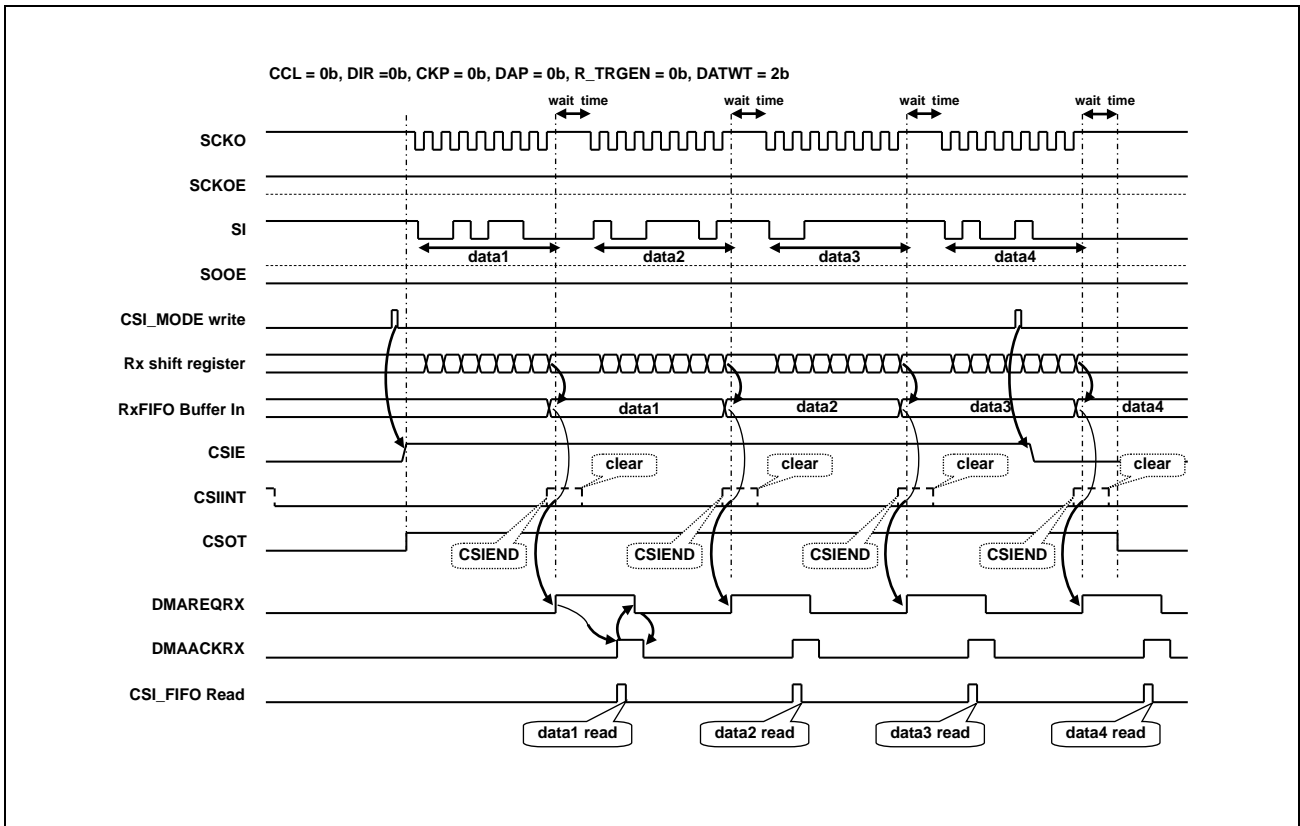 CCL = 0b, DIR =0b, CKP = 0b, DAP = 0b, R_TRGEN = 0b, DATWT = 2b
wait time wait time wait time wait time
SCKO
SCKOE
SI
data1 data2 data3 data4
SOOE
CSI_MODE write
Rx shift register
RxFIFO Buffer In data1 data2 data3 data4
CSIE
clear clear clear clear
CSIINT
CSOT
CSIEND CSIEND CSIEND CSIEND
DMAREQRX
DMAACKRX
CSI_FIFO Read
data1 read data2 read data3 read data4 read